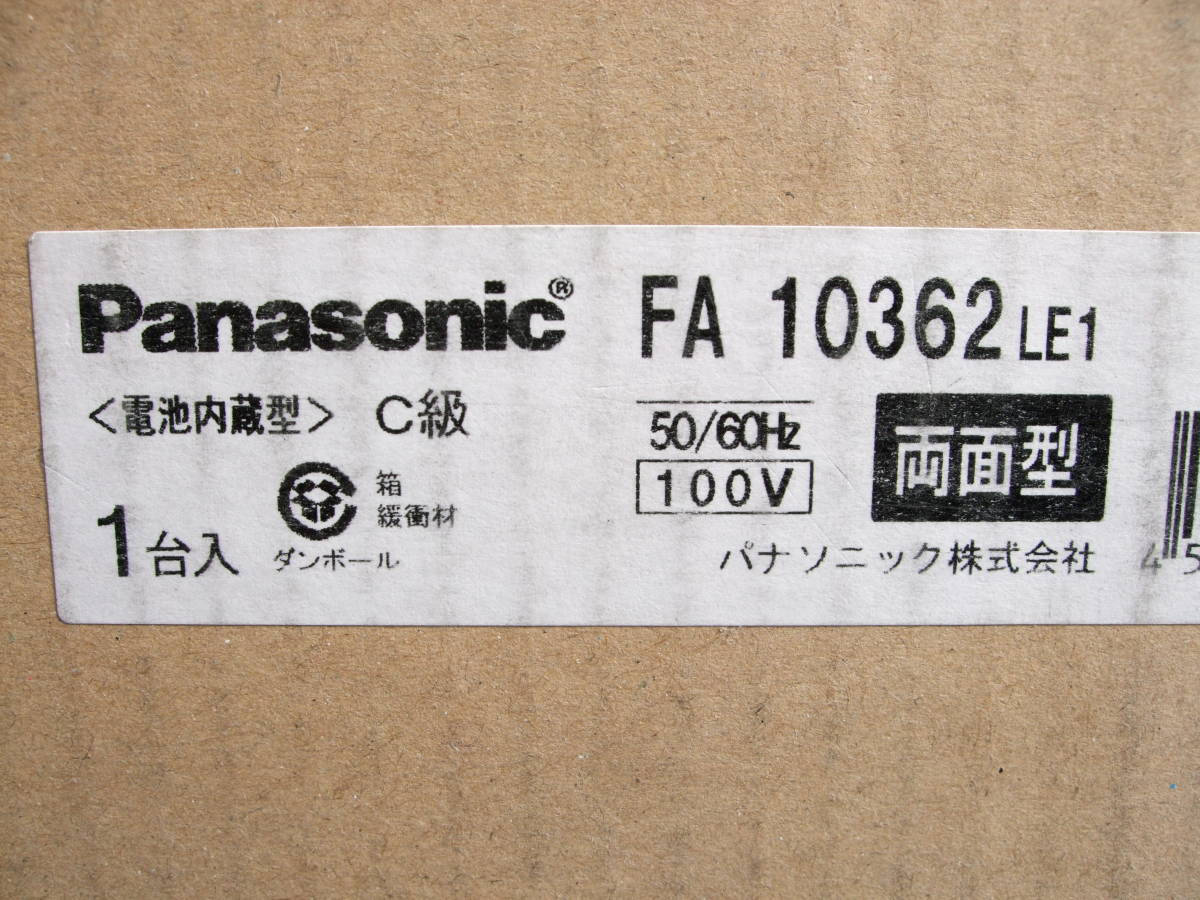 Panasonic® FA 10362 LE1
<電池内蔵型> C級
50/60Hz
100V
両面型
箱
緩衝材
ダンボール
1台入
パナソニック株式会社
45